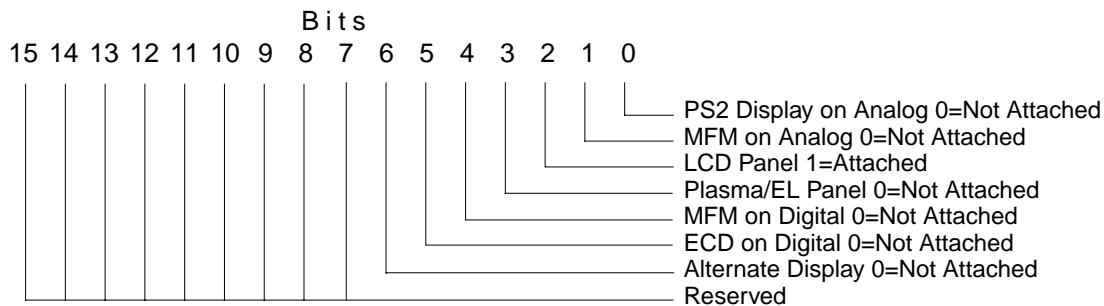 Bits
15 14 13 12 11 10 9 8 7 6 5 4 3 2 1 0
PS2 Display on Analog 0=Not Attached
MFM on Analog 0=Not Attached
LCD Panel 1=Attached
Plasma/EL Panel 0=Not Attached
MFM on Digital 0=Not Attached
ECD on Digital 0=Not Attached
Alternate Display 0=Not Attached
Reserved